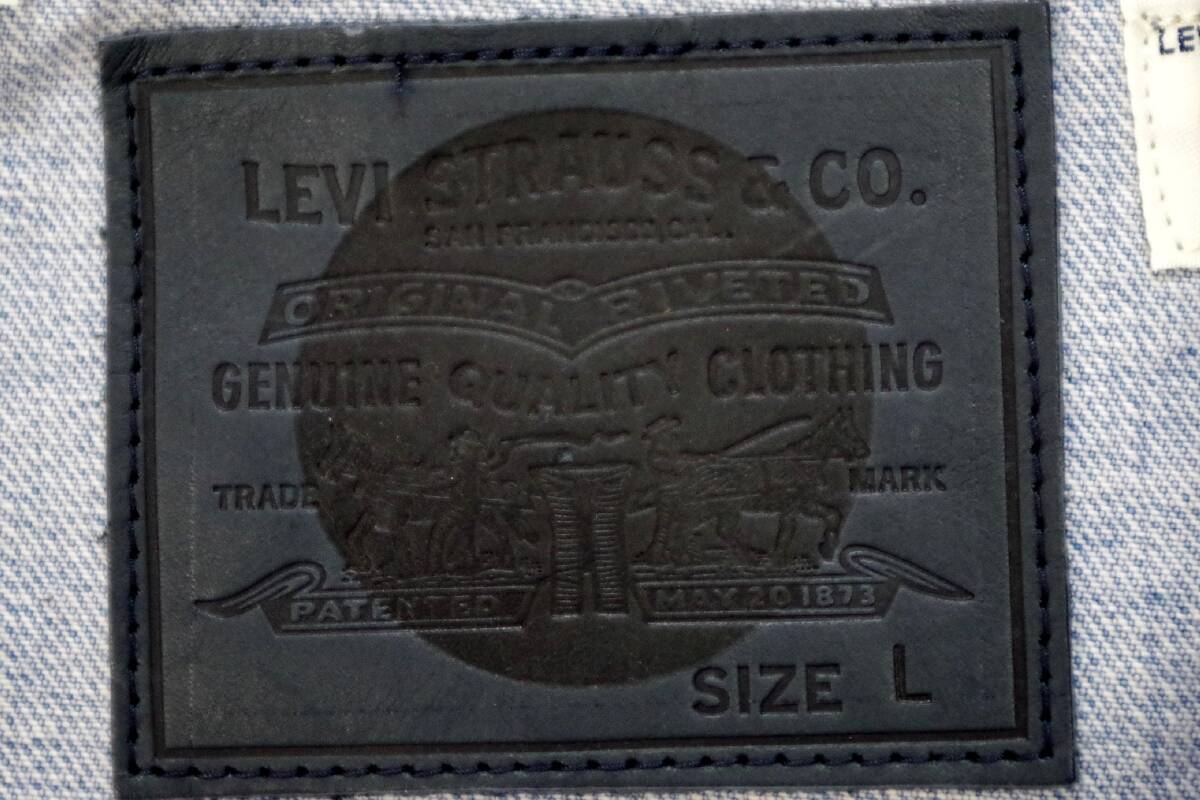 LEVI STRAUSS & CO.
SAN FRANCISCO, CAL.
ORIGINAL RIVETED
GENUINE QUALITY CLOTHING
TRADE MARK
PATENTED MAY 20 1873
SIZE L